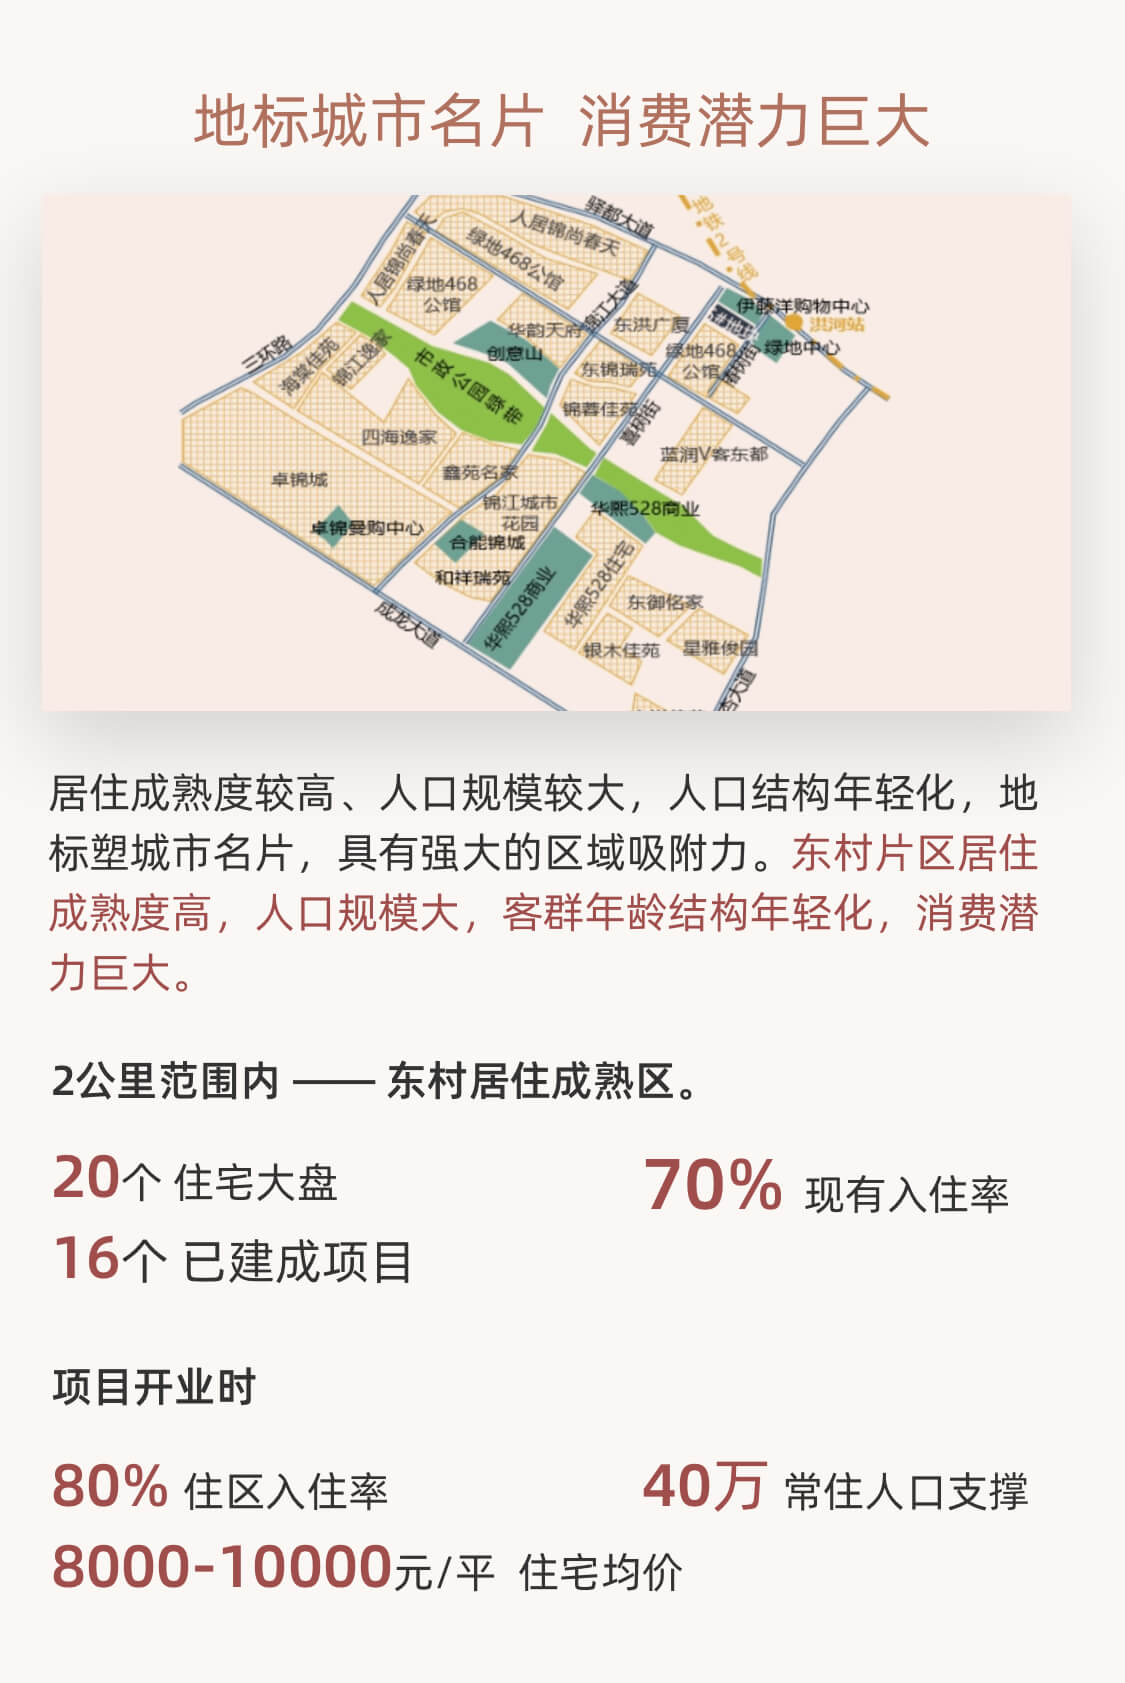 地标城市名片 消费潜力巨大
驿都大道
地铁2号线
人居锦尚春天
人居锦尚春天
绿地468公馆
绿地468
公馆
锦江大道
伊藤洋购物中心
洪河站
东洪广厦
华韵天府
创意山
绿地468
公馆
绿地中心
三环路
海棠佳苑
锦江逸家
市政公园绿带
东锦瑞苑
锦蓉佳苑
喜树街
四海逸家
蓝润V客东都
鑫苑名家
卓锦城
锦江城市
花园
华熙528商业
卓锦曼购中心
合能锦城
和祥瑞苑
华熙528商业
华熙528住宅
东御佲家
成龙大道
银木佳苑
星雅俊园
杏大道
居住成熟度较高、人口规模较大，人口结构年轻化，地
标塑城市名片，具有强大的区域吸附力。东村片区居住
成熟度高，人口规模大，客群年龄结构年轻化，消费潜
力巨大。
2公里范围内 —— 东村居住成熟区。
20个 住宅大盘
70% 现有入住率
16个 已建成项目
项目开业时
80% 住区入住率
40万 常住人口支撑
8000-10000元/平 住宅均价